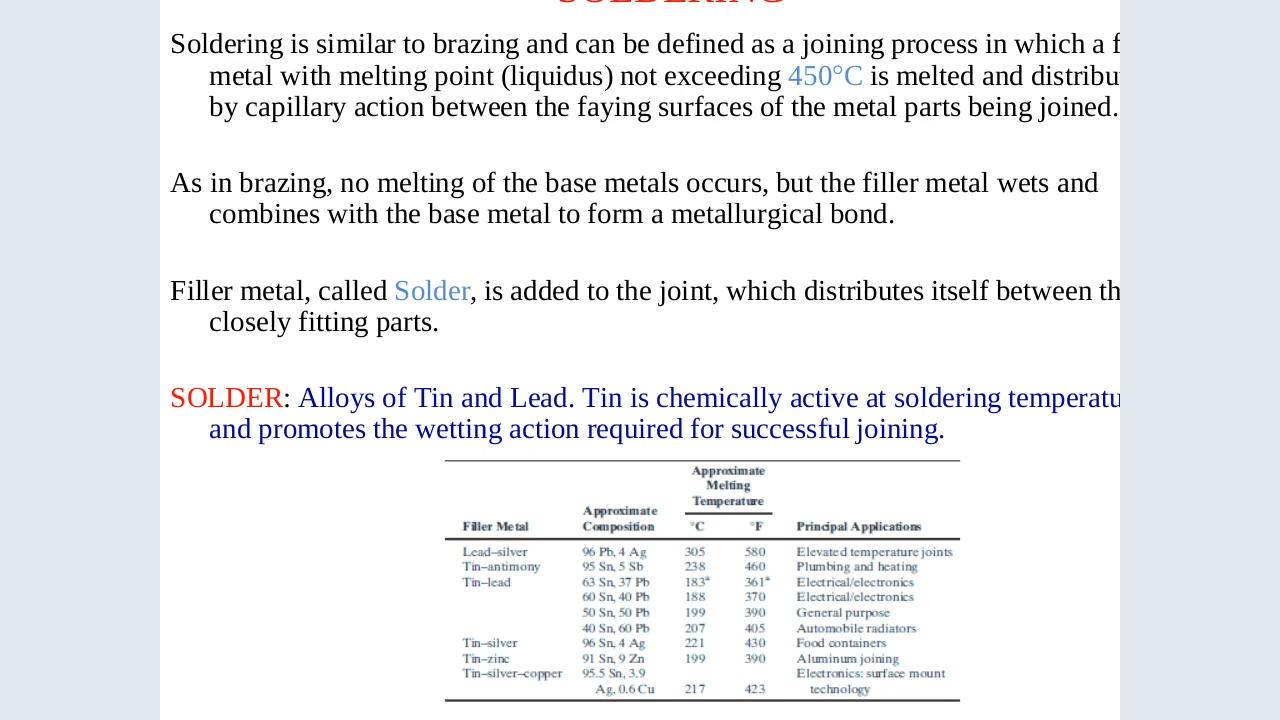 SOLDERING
Soldering is similar to brazing and can be defined as a joining process in which a f
metal with melting point (liquidus) not exceeding 450°C is melted and distribu
by capillary action between the faying surfaces of the metal parts being joined.
As in brazing, no melting of the base metals occurs, but the filler metal wets and
combines with the base metal to form a metallurgical bond.
Filler metal, called Solder, is added to the joint, which distributes itself between th
closely fitting parts.
SOLDER: Alloys of Tin and Lead. Tin is chemically active at soldering temperatu
and promotes the wetting action required for successful joining.
Approximate
Melting
Temperature
Approximate
Filler Metal Composition °C °F Principal Applications
Lead–silver 96 Pb, 4 Ag 305 580 Elevated temperature joints
Tin–antimony 95 Sn, 5 Sb 238 460 Plumbing and heating
Tin–lead 63 Sn, 37 Pb 183ª 361ª Electrical/electronics
60 Sn, 40 Pb 188 370 Electrical/electronics
50 Sn, 50 Pb 199 390 General purpose
40 Sn, 60 Pb 207 405 Automobile radiators
Tin–silver 96 Sn, 4 Ag 221 430 Food containers
Tin–zinc 91 Sn, 9 Zn 199 390 Aluminum joining
Tin–silver–copper 95.5 Sn, 3.9 Electronics: surface mount
Ag, 0.6 Cu 217 423 technology